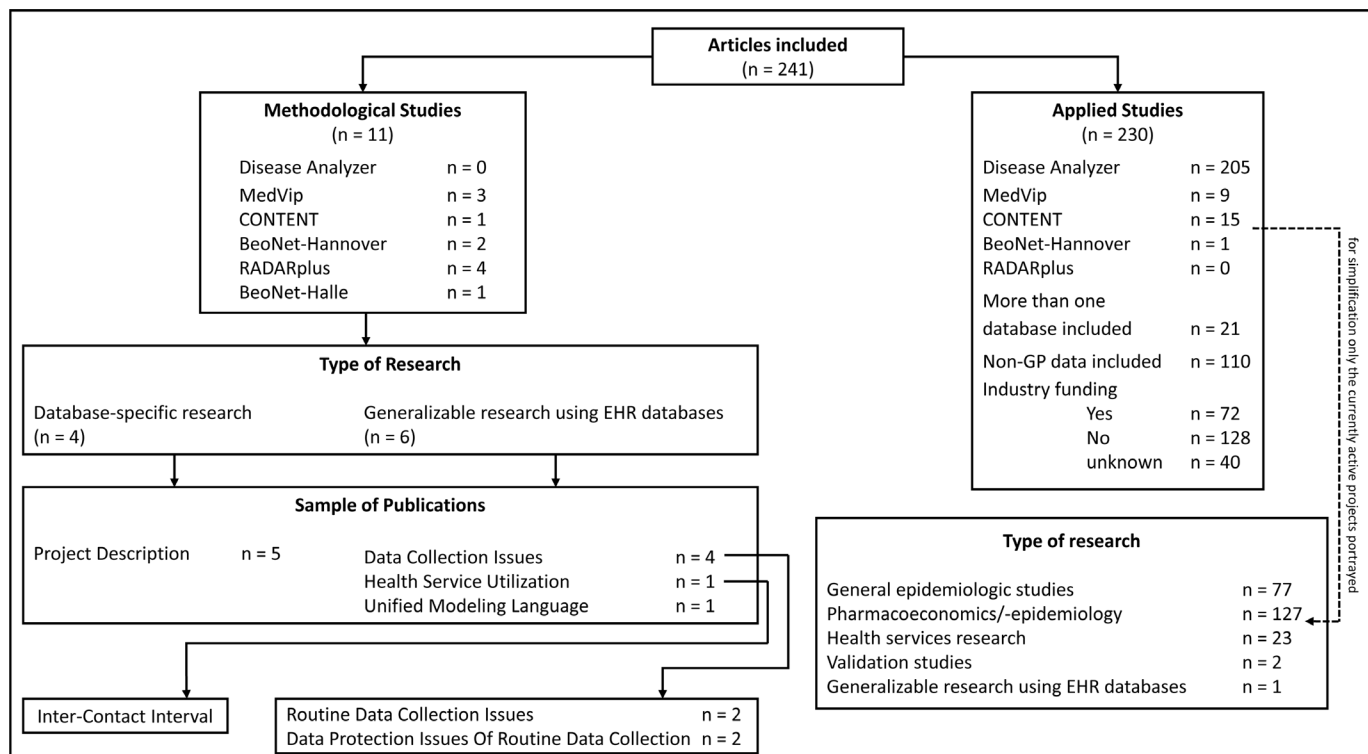 Articles included
(n = 241)
Methodological Studies
(n = 11)
Disease Analyzer n = 0
MedVip n = 3
CONTENT n = 1
BeoNet-Hannover n = 2
RADARplus n = 4
BeoNet-Halle n = 1
Applied Studies
(n = 230)
Disease Analyzer n = 205
MedVip n = 9
CONTENT n = 15
BeoNet-Hannover n = 1
RADARplus n = 0
More than one
database included n = 21
Non-GP data included n = 110
Industry funding
Yes n = 72
No n = 128
unknown n = 40
for simplification only the currently active projects portrayed
Type of Research
Database-specific research Generalizable research using EHR databases
(n = 4) (n = 6)
Sample of Publications
Project Description n = 5
Data Collection Issues n = 4
Health Service Utilization n = 1
Unified Modeling Language n = 1
Type of research
General epidemiologic studies n = 77
Pharmacoeconomics/-epidemiology n = 127
Health services research n = 23
Validation studies n = 2
Generalizable research using EHR databases n = 1
Inter-Contact Interval
Routine Data Collection Issues n = 2
Data Protection Issues Of Routine Data Collection n = 2